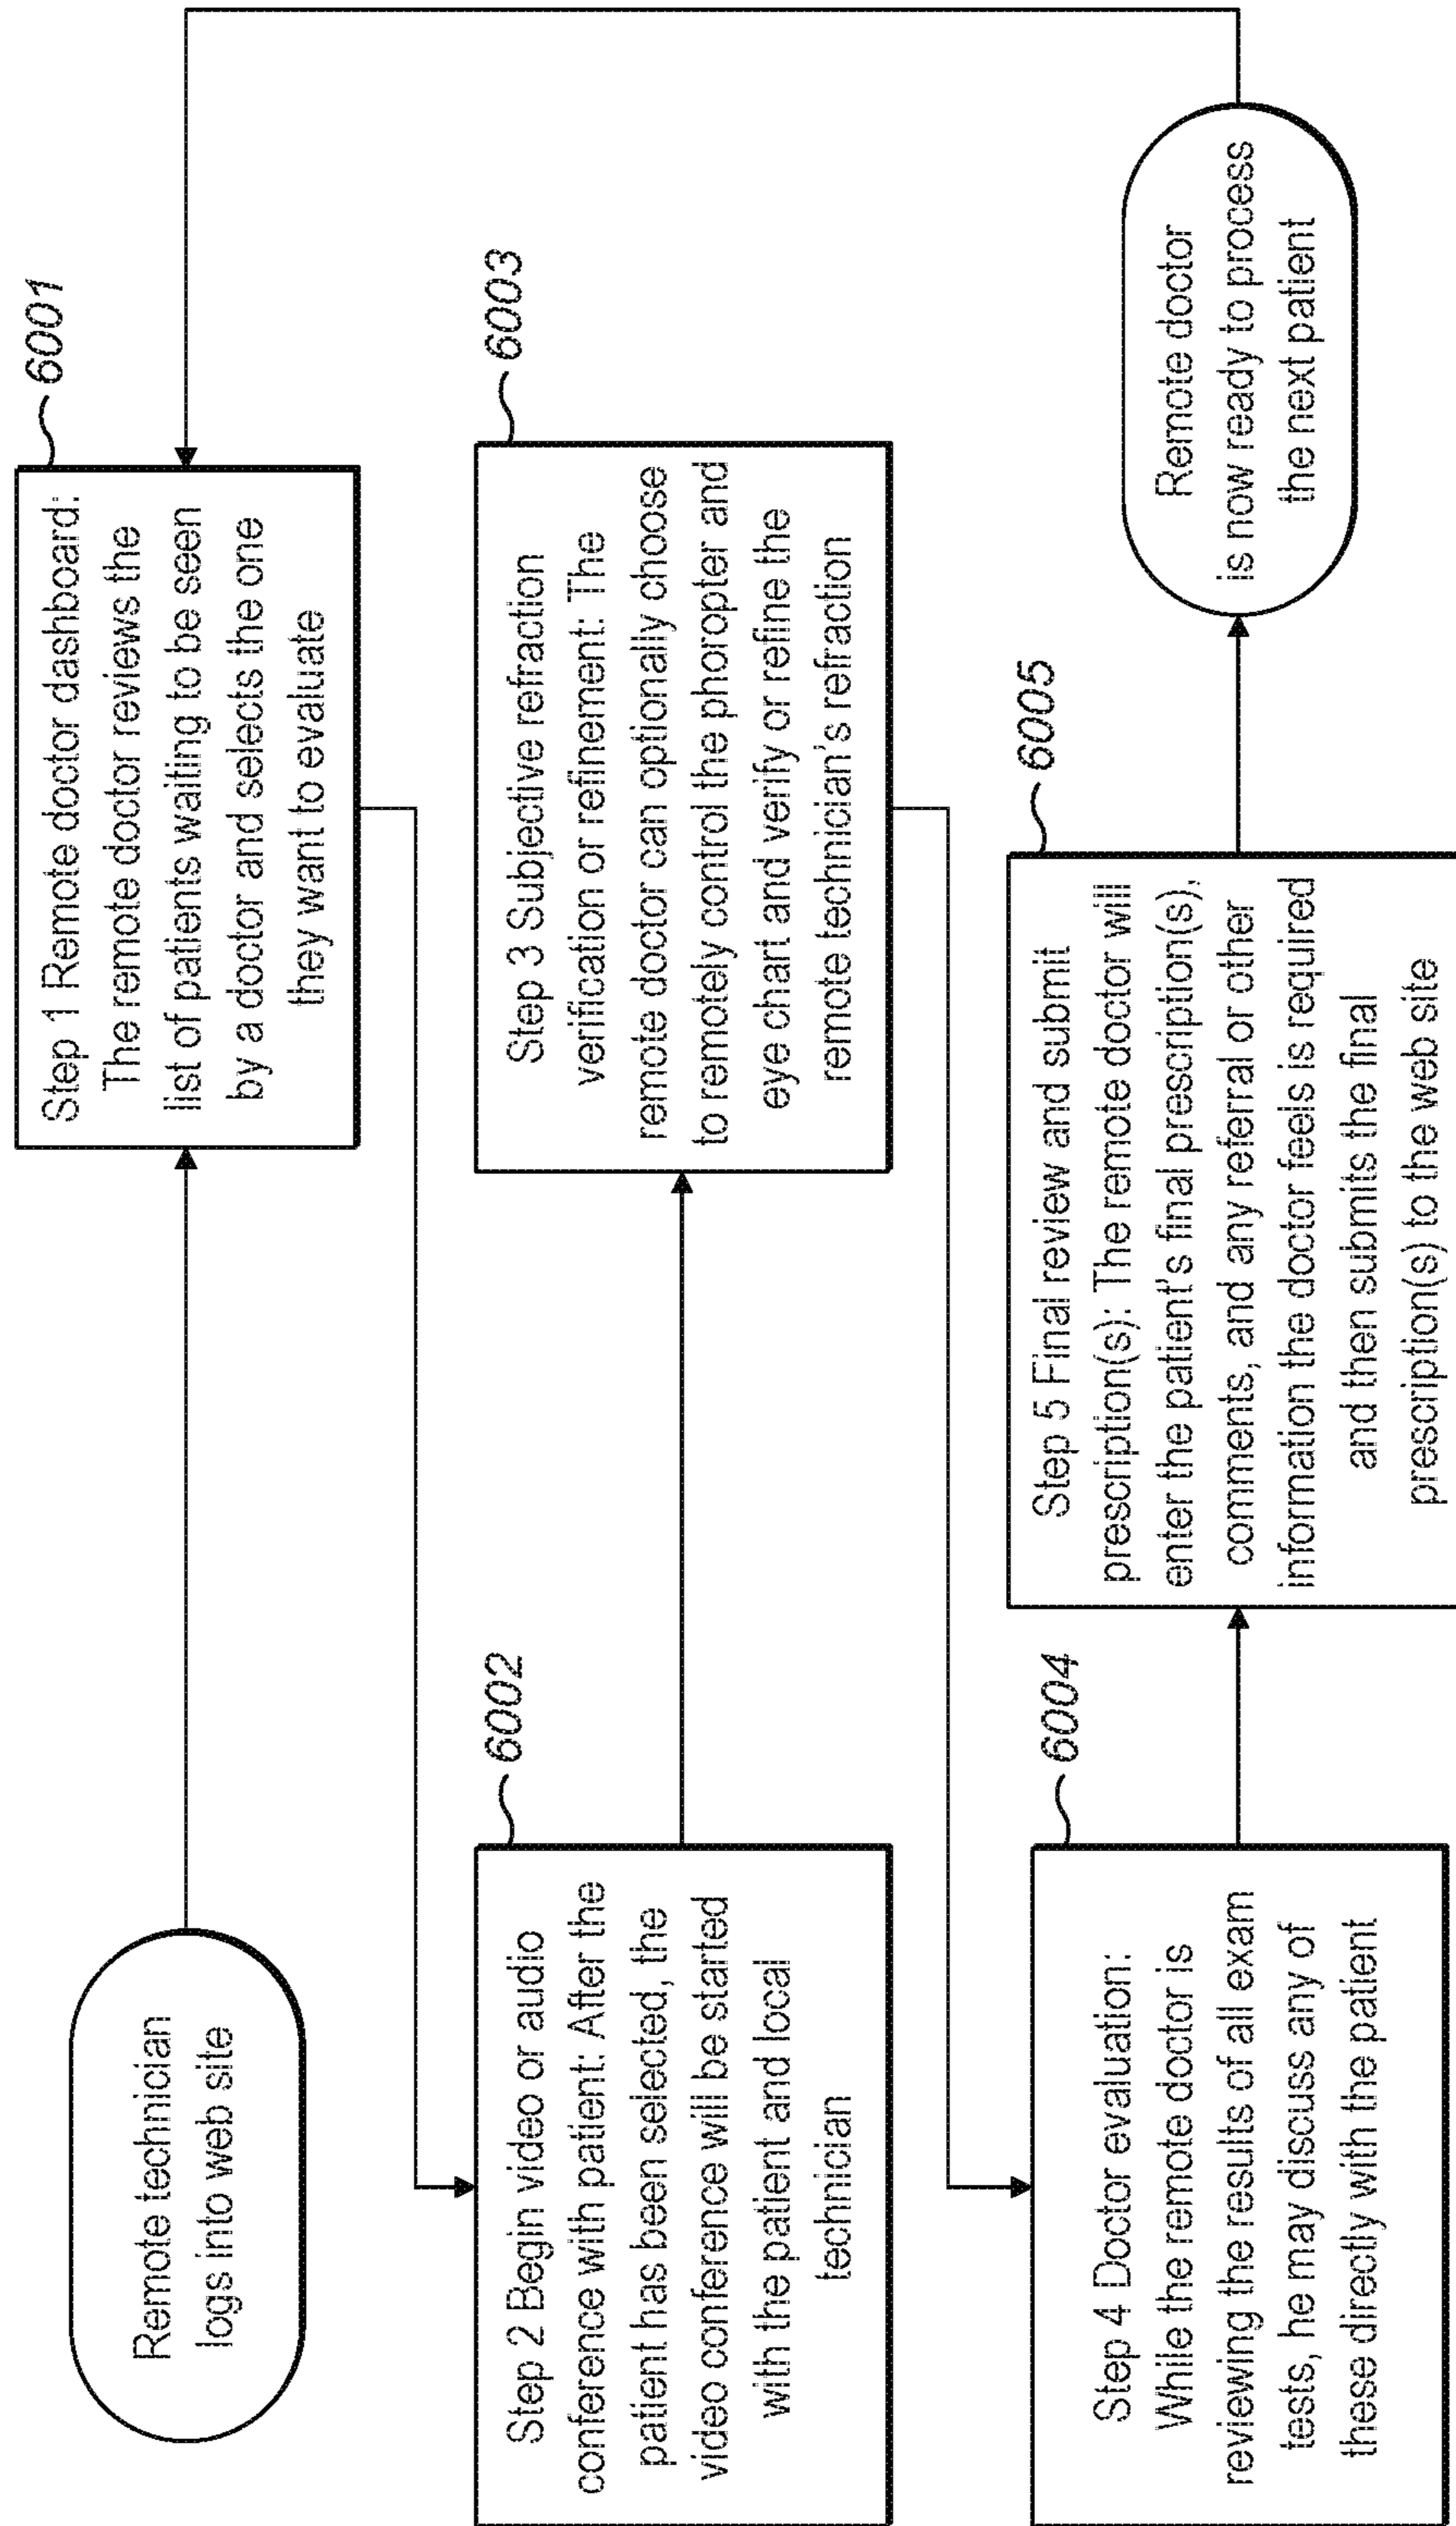 Remote technician
logs into web site
6001
Step 1 Remote doctor dashboard:
The remote doctor reviews the
list of patients waiting to be seen
by a doctor and selects the one
they want to evaluate
6002
Step 2 Begin video or audio
conference with patient: After the
patient has been selected, the
video conference will be started
with the patient and local
technician
6003
Step 3 Subjective refraction
verification or refinement: The
remote doctor can optionally choose
to remotely control the phoropter and
eye chart and verify or refine the
remote technician's refraction
6004
Step 4 Doctor evaluation:
While the remote doctor is
reviewing the results of all exam
tests, he may discuss any of
these directly with the patient
6005
Step 5 Final review and submit
prescription(s): The remote doctor will
enter the patient's final prescription(s),
comments, and any referral or other
information the doctor feels is required
and then submits the final
prescription(s) to the web site
Remote doctor
is now ready to process
the next patient